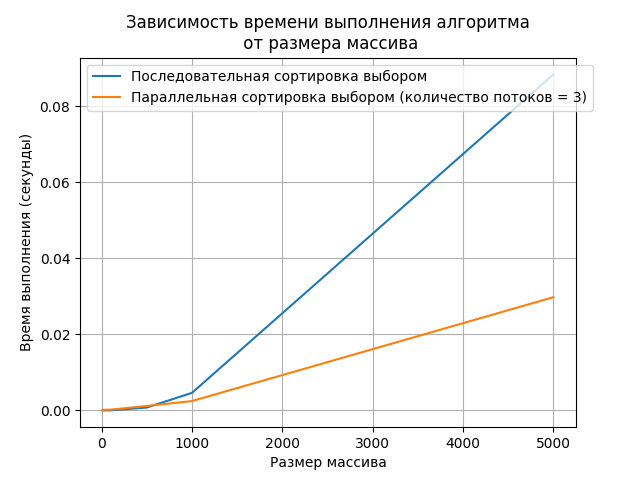 Зависимость времени выполнения алгоритма
от размера массива
Последовательная сортировка выбором
Параллельная сортировка выбором (количество потоков = 3)
Время выполнения (секунды)
0.08
0.06
0.04
0.02
0.00
0 1000 2000 3000 4000 5000
Размер массива